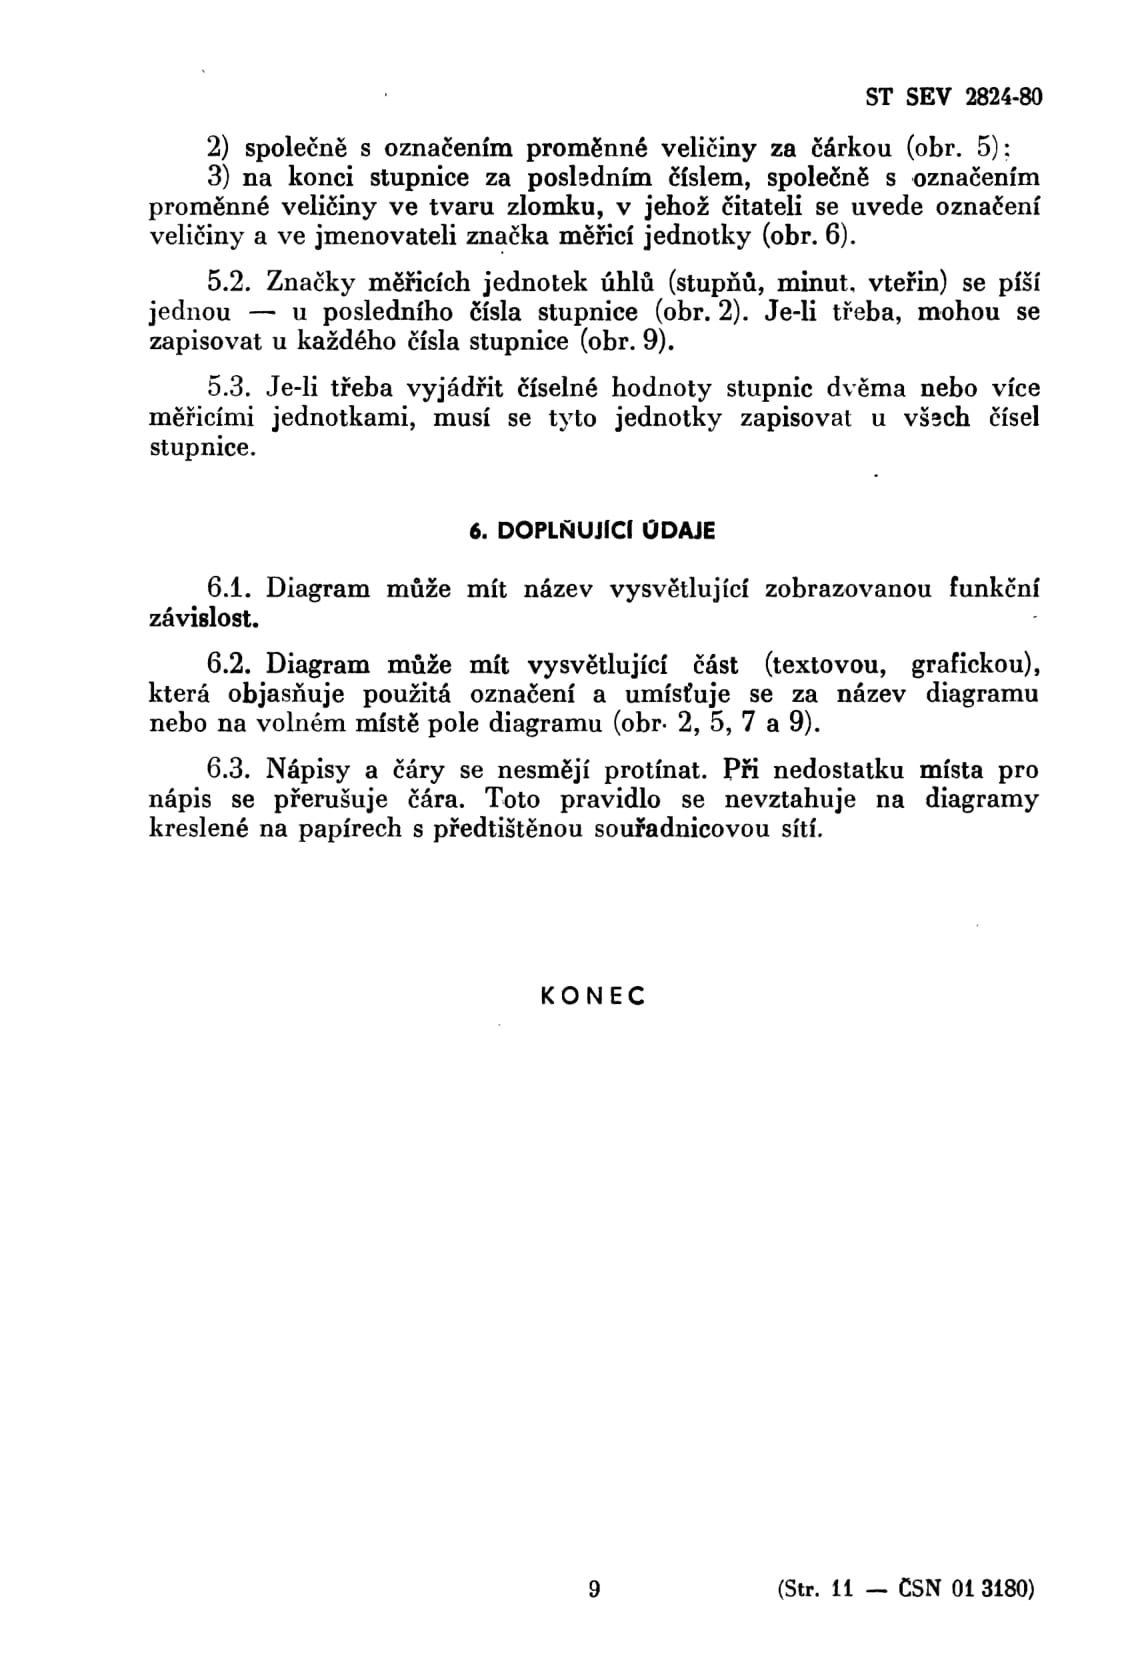 ST SEV 2824-80
2) společně s označením proměnné veličiny za čárkou (obr. 5);
3) na konci stupnice za posledním číslem, společně s označením
proměnné veličiny ve tvaru zlomku, v jehož čitateli se uvede označení
veličiny a ve jmenovateli značka měřicí jednotky (obr. 6).
5.2. Značky měřicích jednotek úhlů (stupňů, minut, vteřin) se píší
jednou — u posledního čísla stupnice (obr. 2). Je-li třeba, mohou se
zapisovat u každého čísla stupnice (obr. 9).
5.3. Je-li třeba vyjádřit číselné hodnoty stupnic dvěma nebo více
měřicími jednotkami, musí se tyto jednotky zapisovat u všech čísel
stupnice.
6. DOPLŇUJÍCÍ ÚDAJE
6.1. Diagram může mít název vysvětlující zobrazovanou funkční
závislost.
6.2. Diagram může mít vysvětlující část (textovou, grafickou),
která objasňuje použitá označení a umísťuje se za název diagramu
nebo na volném místě pole diagramu (obr. 2, 5, 7 a 9).
6.3. Nápisy a čáry se nesmějí protínat. Při nedostatku místa pro
nápis se přerušuje čára. Toto pravidlo se nevztahuje na diagramy
kreslené na papírech s předtištěnou souřadnicovou sítí.
KONEC
9 (Str. 11 — ČSN 01 3180)